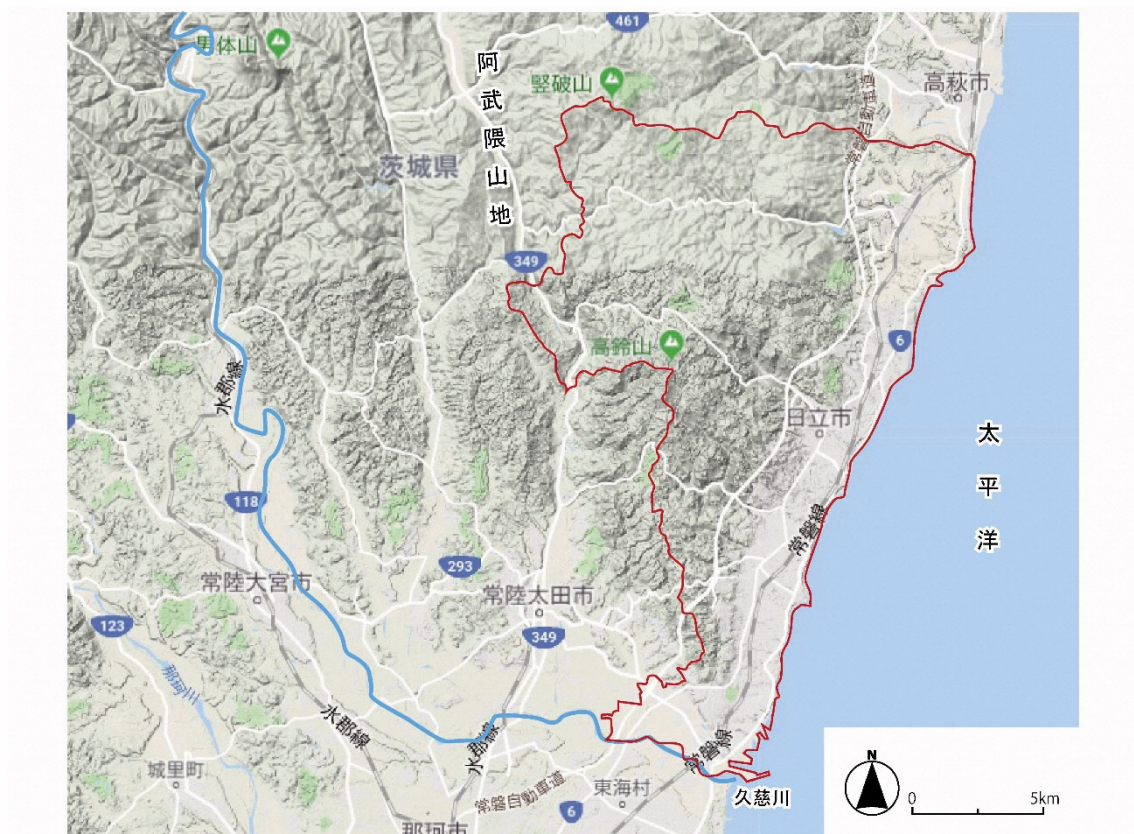 461
男体山
阿武隈山地
竪破山
高萩市
常磐自動車道
茨城県
349
高鈴山
6
水郡線
日立市
太平洋
118
常磐線
293
常陸大宮市
常陸太田市
123
349
那珂川
水郡線
水郡線
常磐線
城里町
常磐自動車道
東海村
久慈川
6
那珂市
N
0
5km